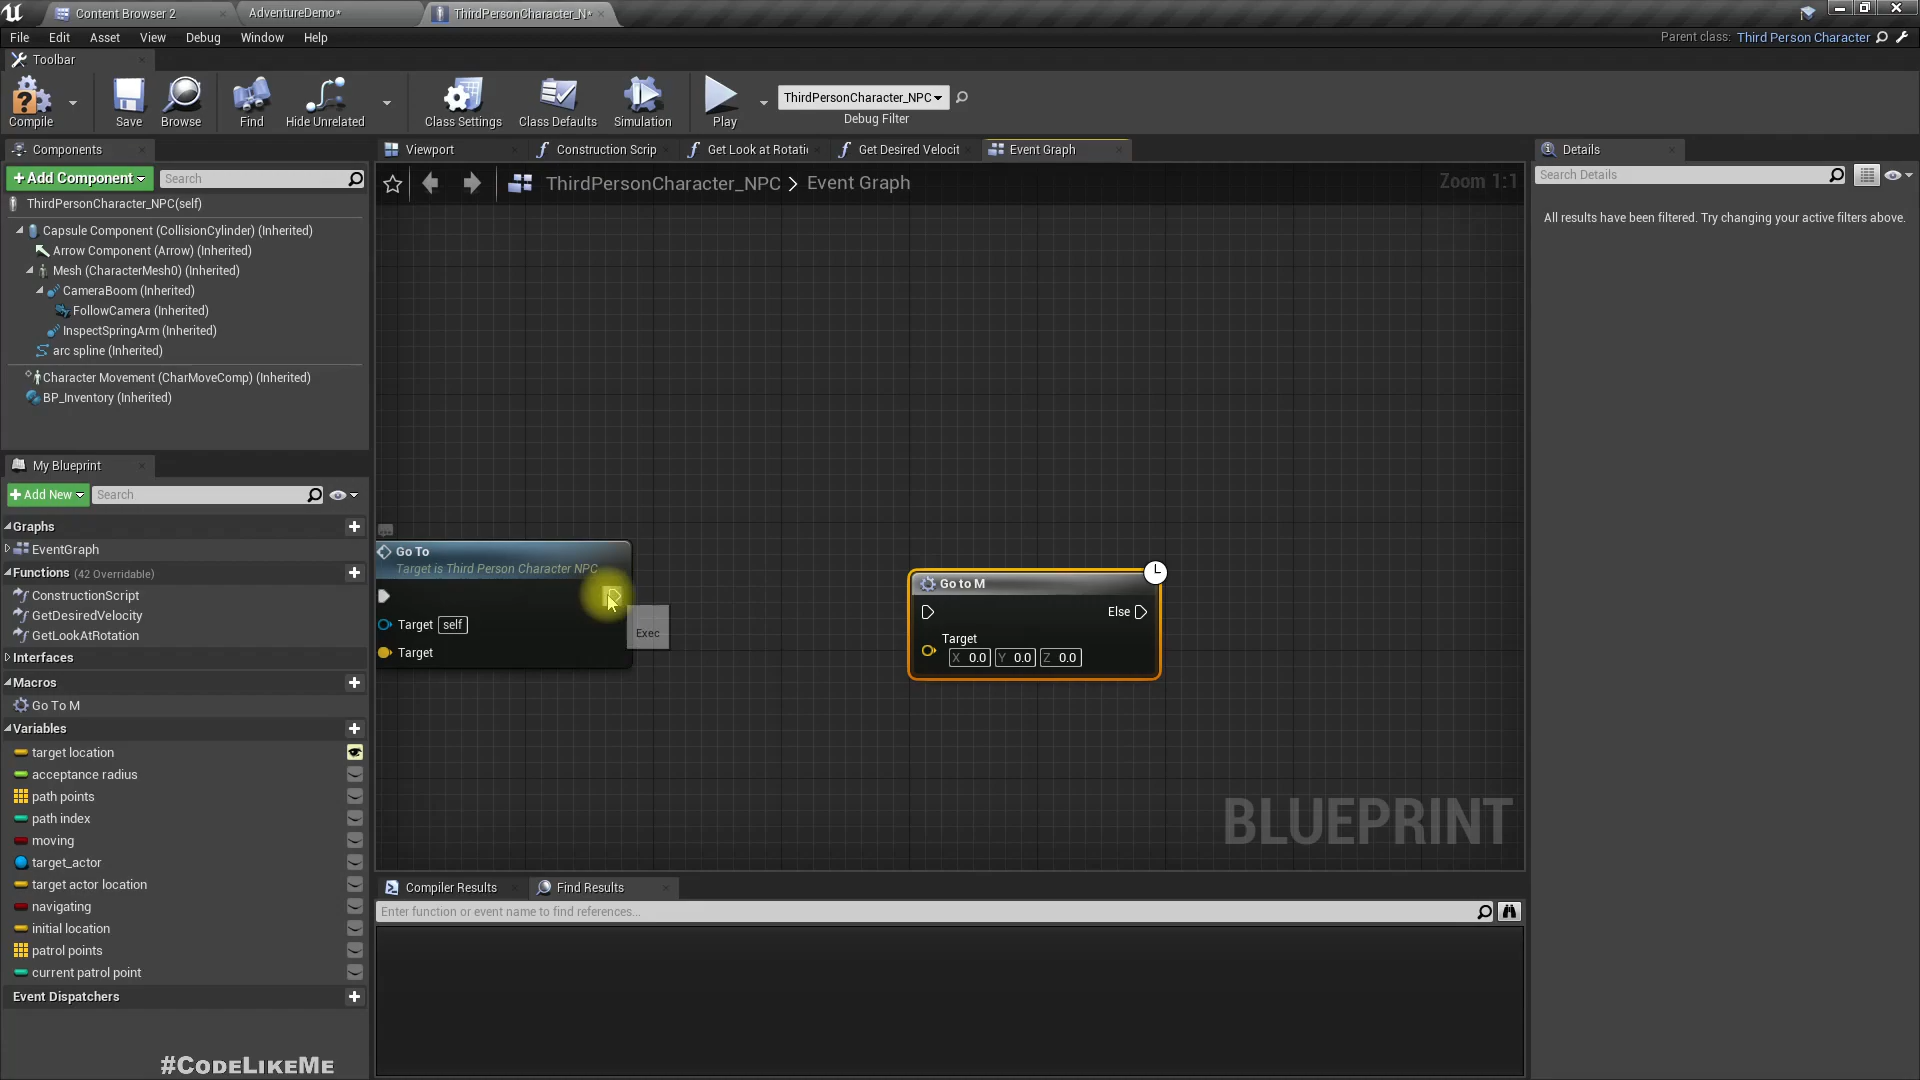 Content Browser 2
AdventureDemo*
ThirdPersonCharacter_N*
File Edit Asset View Debug Window Help
Parent class: Third Person Character
Toolbar
Compile
Save
Browse
Find
Hide Unrelated
Class Settings
Class Defaults
Simulation
Play
ThirdPersonCharacter_NPC
Debug Filter
Components
+ Add Component
Search
ThirdPersonCharacter_NPC(self)
Capsule Component (CollisionCylinder) (Inherited)
Arrow Component (Arrow) (Inherited)
Mesh (CharacterMesh0) (Inherited)
CameraBoom (Inherited)
FollowCamera (Inherited)
InspectSpringArm (Inherited)
arc spline (Inherited)
Character Movement (CharMoveComp) (Inherited)
BP_Inventory (Inherited)
My Blueprint
+ Add New
Search
Graphs
EventGraph
Functions (42 Overridable)
ConstructionScript
GetDesiredVelocity
GetLookAtRotation
Interfaces
Macros
Go To M
Variables
target location
acceptance radius
path points
path index
moving
target_actor
target actor location
navigating
initial location
patrol points
current patrol point
Event Dispatchers
#CodeLikeMe
Viewport
Construction Scrip
Get Look at Rotati
Get Desired Velocit
Event Graph
ThirdPersonCharacter_NPC > Event Graph
Zoom 1:1
Go To
Target is Third Person Character NPC
Target self
Target
Exec
Go to M
Else
Target
X 0.0 Y 0.0 Z 0.0
BLUEPRINT
Compiler Results
Find Results
Enter function or event name to find references...
Details
Search Details
All results have been filtered. Try changing your active filters above.